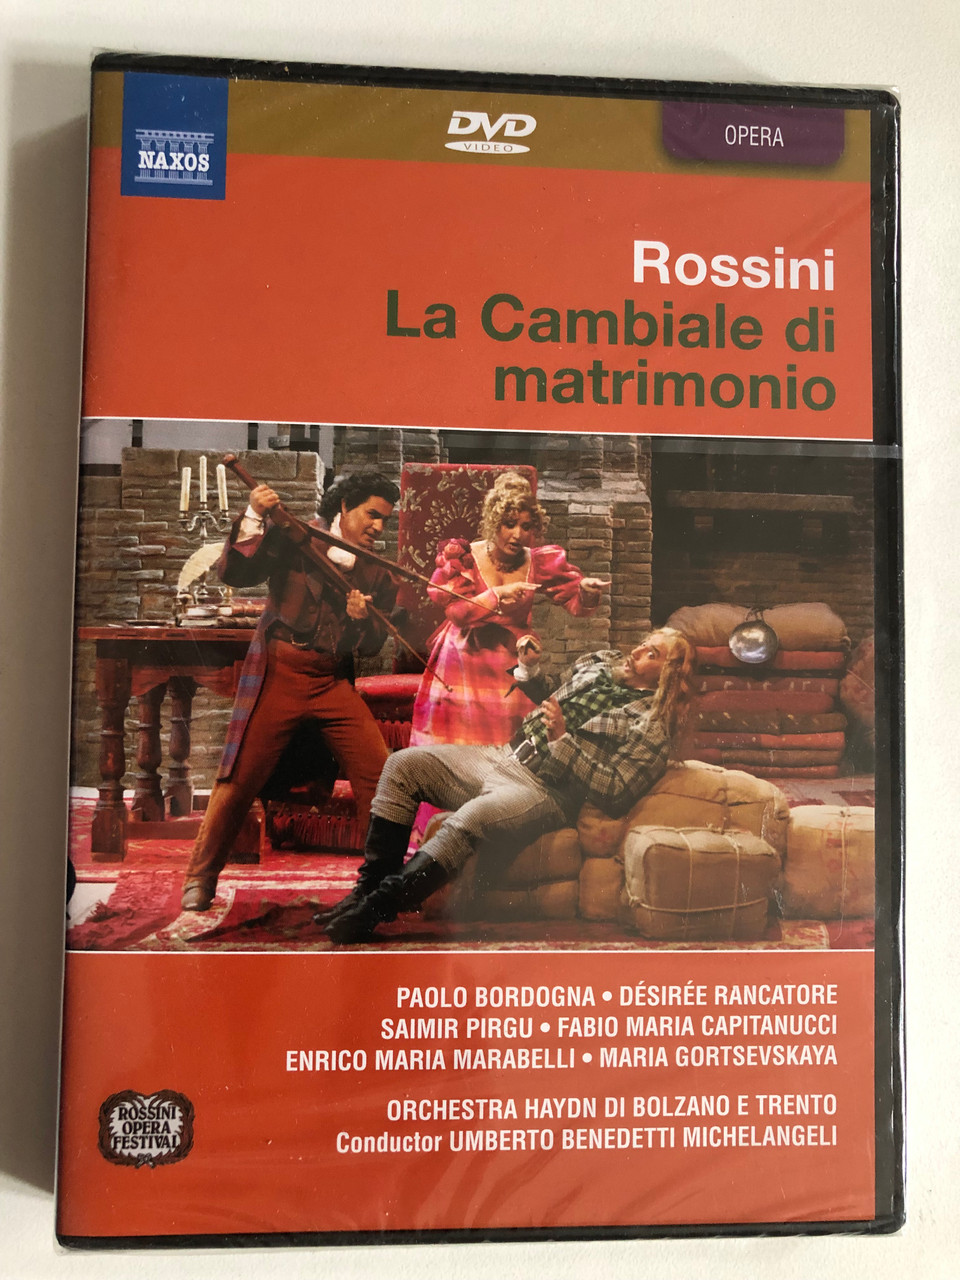 NAXOS
DVD
VIDEO
OPERA
Rossini
La Cambiale di
matrimonio
PAOLO BORDOGNA • DÉSIRÉE RANCATORE
SAIMIR PIRGU • FABIO MARIA CAPITANUCCI
ENRICO MARIA MARABELLI • MARIA GORTSEVSKAYA
ORCHESTRA HAYDN DI BOLZANO E TRENTO
Conductor UMBERTO BENEDETTI MICHELANGELI
ROSSINI
OPERA
FESTIVAL